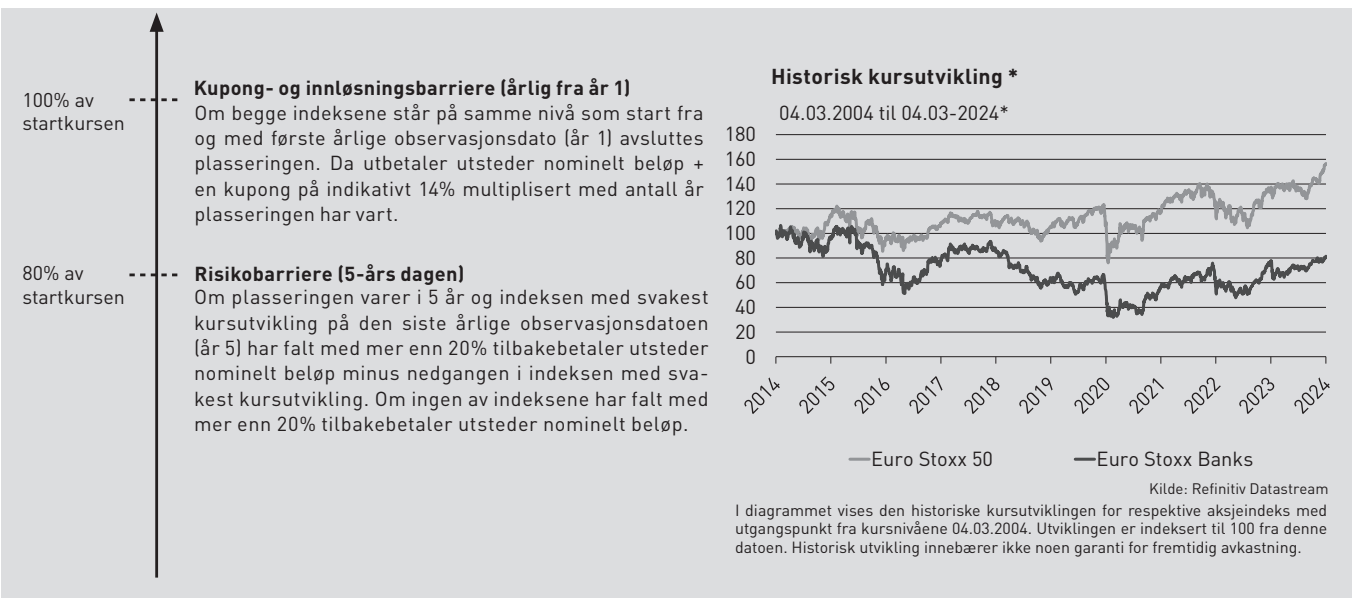 100% av
startkursen
Kupong- og innløsningsbarriere (årlig fra år 1)
Om begge indeksene står på samme nivå som start fra
og med første årlige observasjonsdato (år 1) avsluttes
plasseringen. Da utbetaler utsteder nominelt beløp +
en kupong på indikativt 14% multiplisert med antall år
plasseringen har vart.
80% av
startkursen
Risikobarriere (5-års dagen)
Om plasseringen varer i 5 år og indeksen med svakest
kursutvikling på den siste årlige observasjonsdatoen
(år 5) har falt med mer enn 20% tilbakebetaler utsteder
nominelt beløp minus nedgangen i indeksen med sva-
kest kursutvikling. Om ingen av indeksene har falt med
mer enn 20% tilbakebetaler utsteder nominelt beløp.
Historisk kursutvikling *
04.03.2004 til 04.03-2024*
180
160
140
120
100
80
60
40
20
0
2014
2015
2016
2017
2018
2019
2020
2021
2022
2023
2024
Euro Stoxx 50
Euro Stoxx Banks
Kilde: Refinitiv Datastream
I diagrammet vises den historiske kursutviklingen for respektive aksjeindeks med
utgangspunkt fra kursnivåene 04.03.2004. Utviklingen er indeksert til 100 fra denne
datoen. Historisk utvikling innebærer ikke noen garanti for fremtidig avkastning.